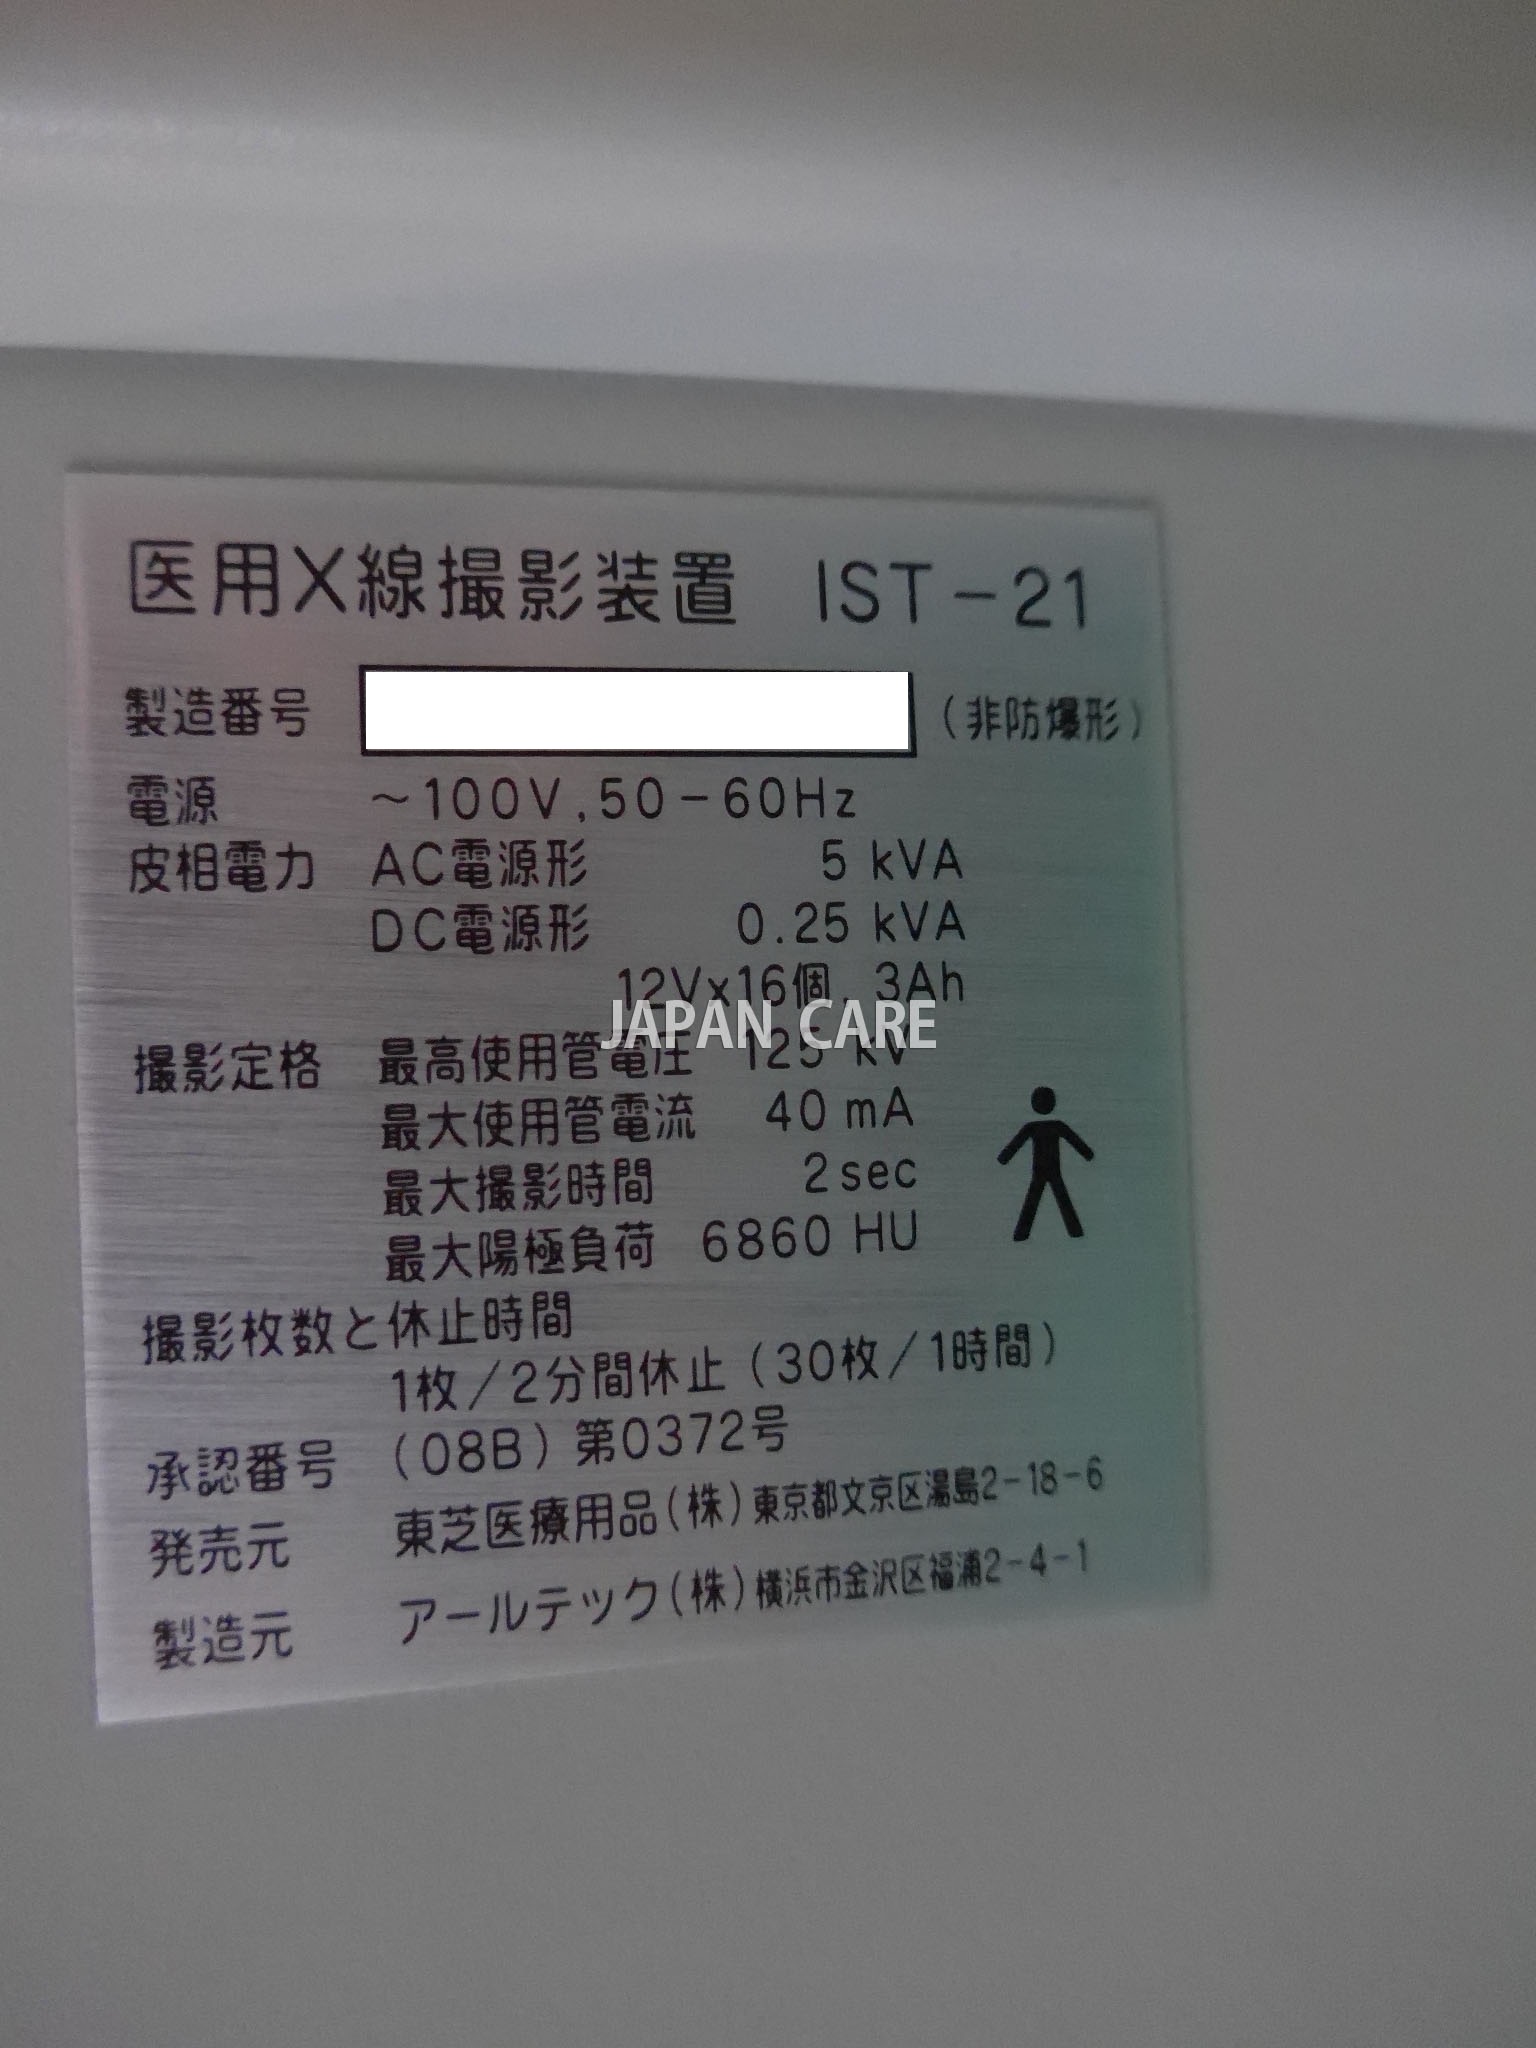 医用X線撮影装置 IST-21
製造番号 (非防爆形)
電源 ~100V,50-60Hz
皮相電力 AC電源形 5 kVA
DC電源形 0.25 kVA
12Vx16個, 3Ah
JAPAN CARE
撮影定格 最高使用管電圧 125 kV
最大使用管電流 40 mA
最大撮影時間 2sec
最大陽極負荷 6860 HU
撮影枚数と休止時間
1枚/2分間休止(30枚/1時間)
承認番号 (08B)第0372号
発売元 東芝医療用品(株)東京都文京区湯島2-18-6
製造元 アールテック(株)横浜市金沢区福浦2-4-1